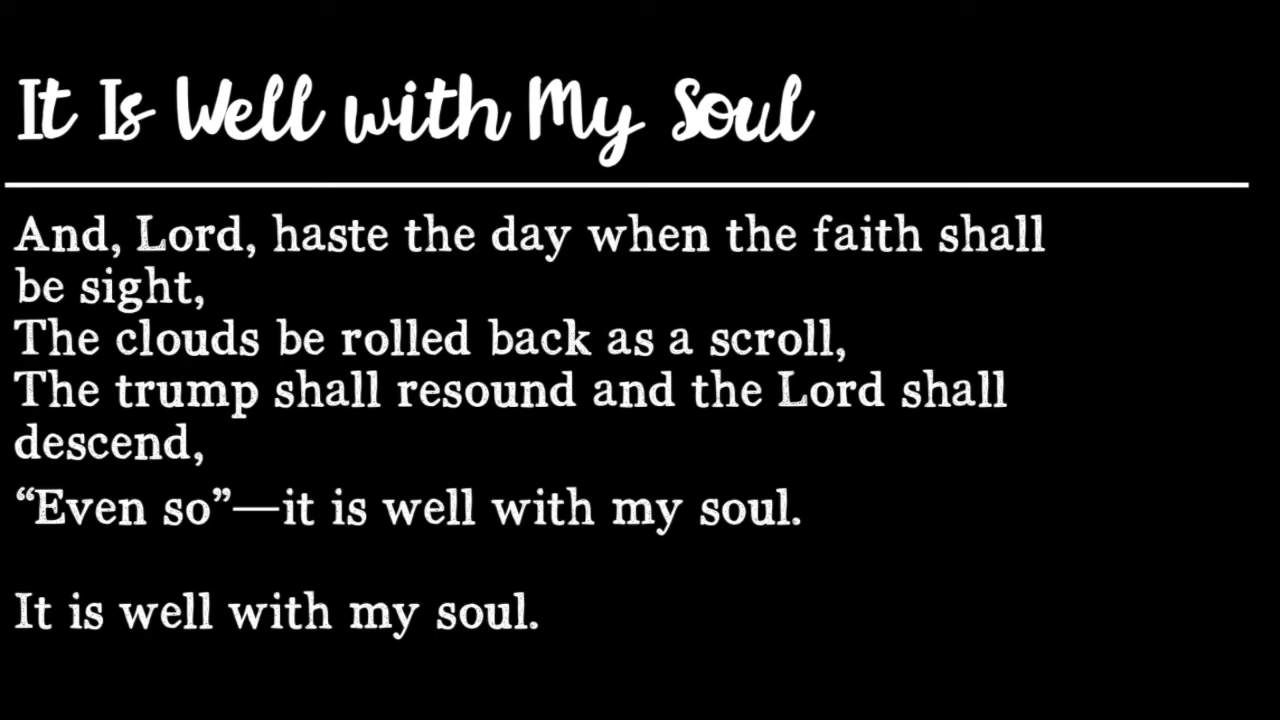 It Is Well with My Soul
And, Lord, haste the day when the faith shall
be sight,
The clouds be rolled back as a scroll,
The trump shall resound and the Lord shall
descend,
“Even so”—it is well with my soul.
It is well with my soul.